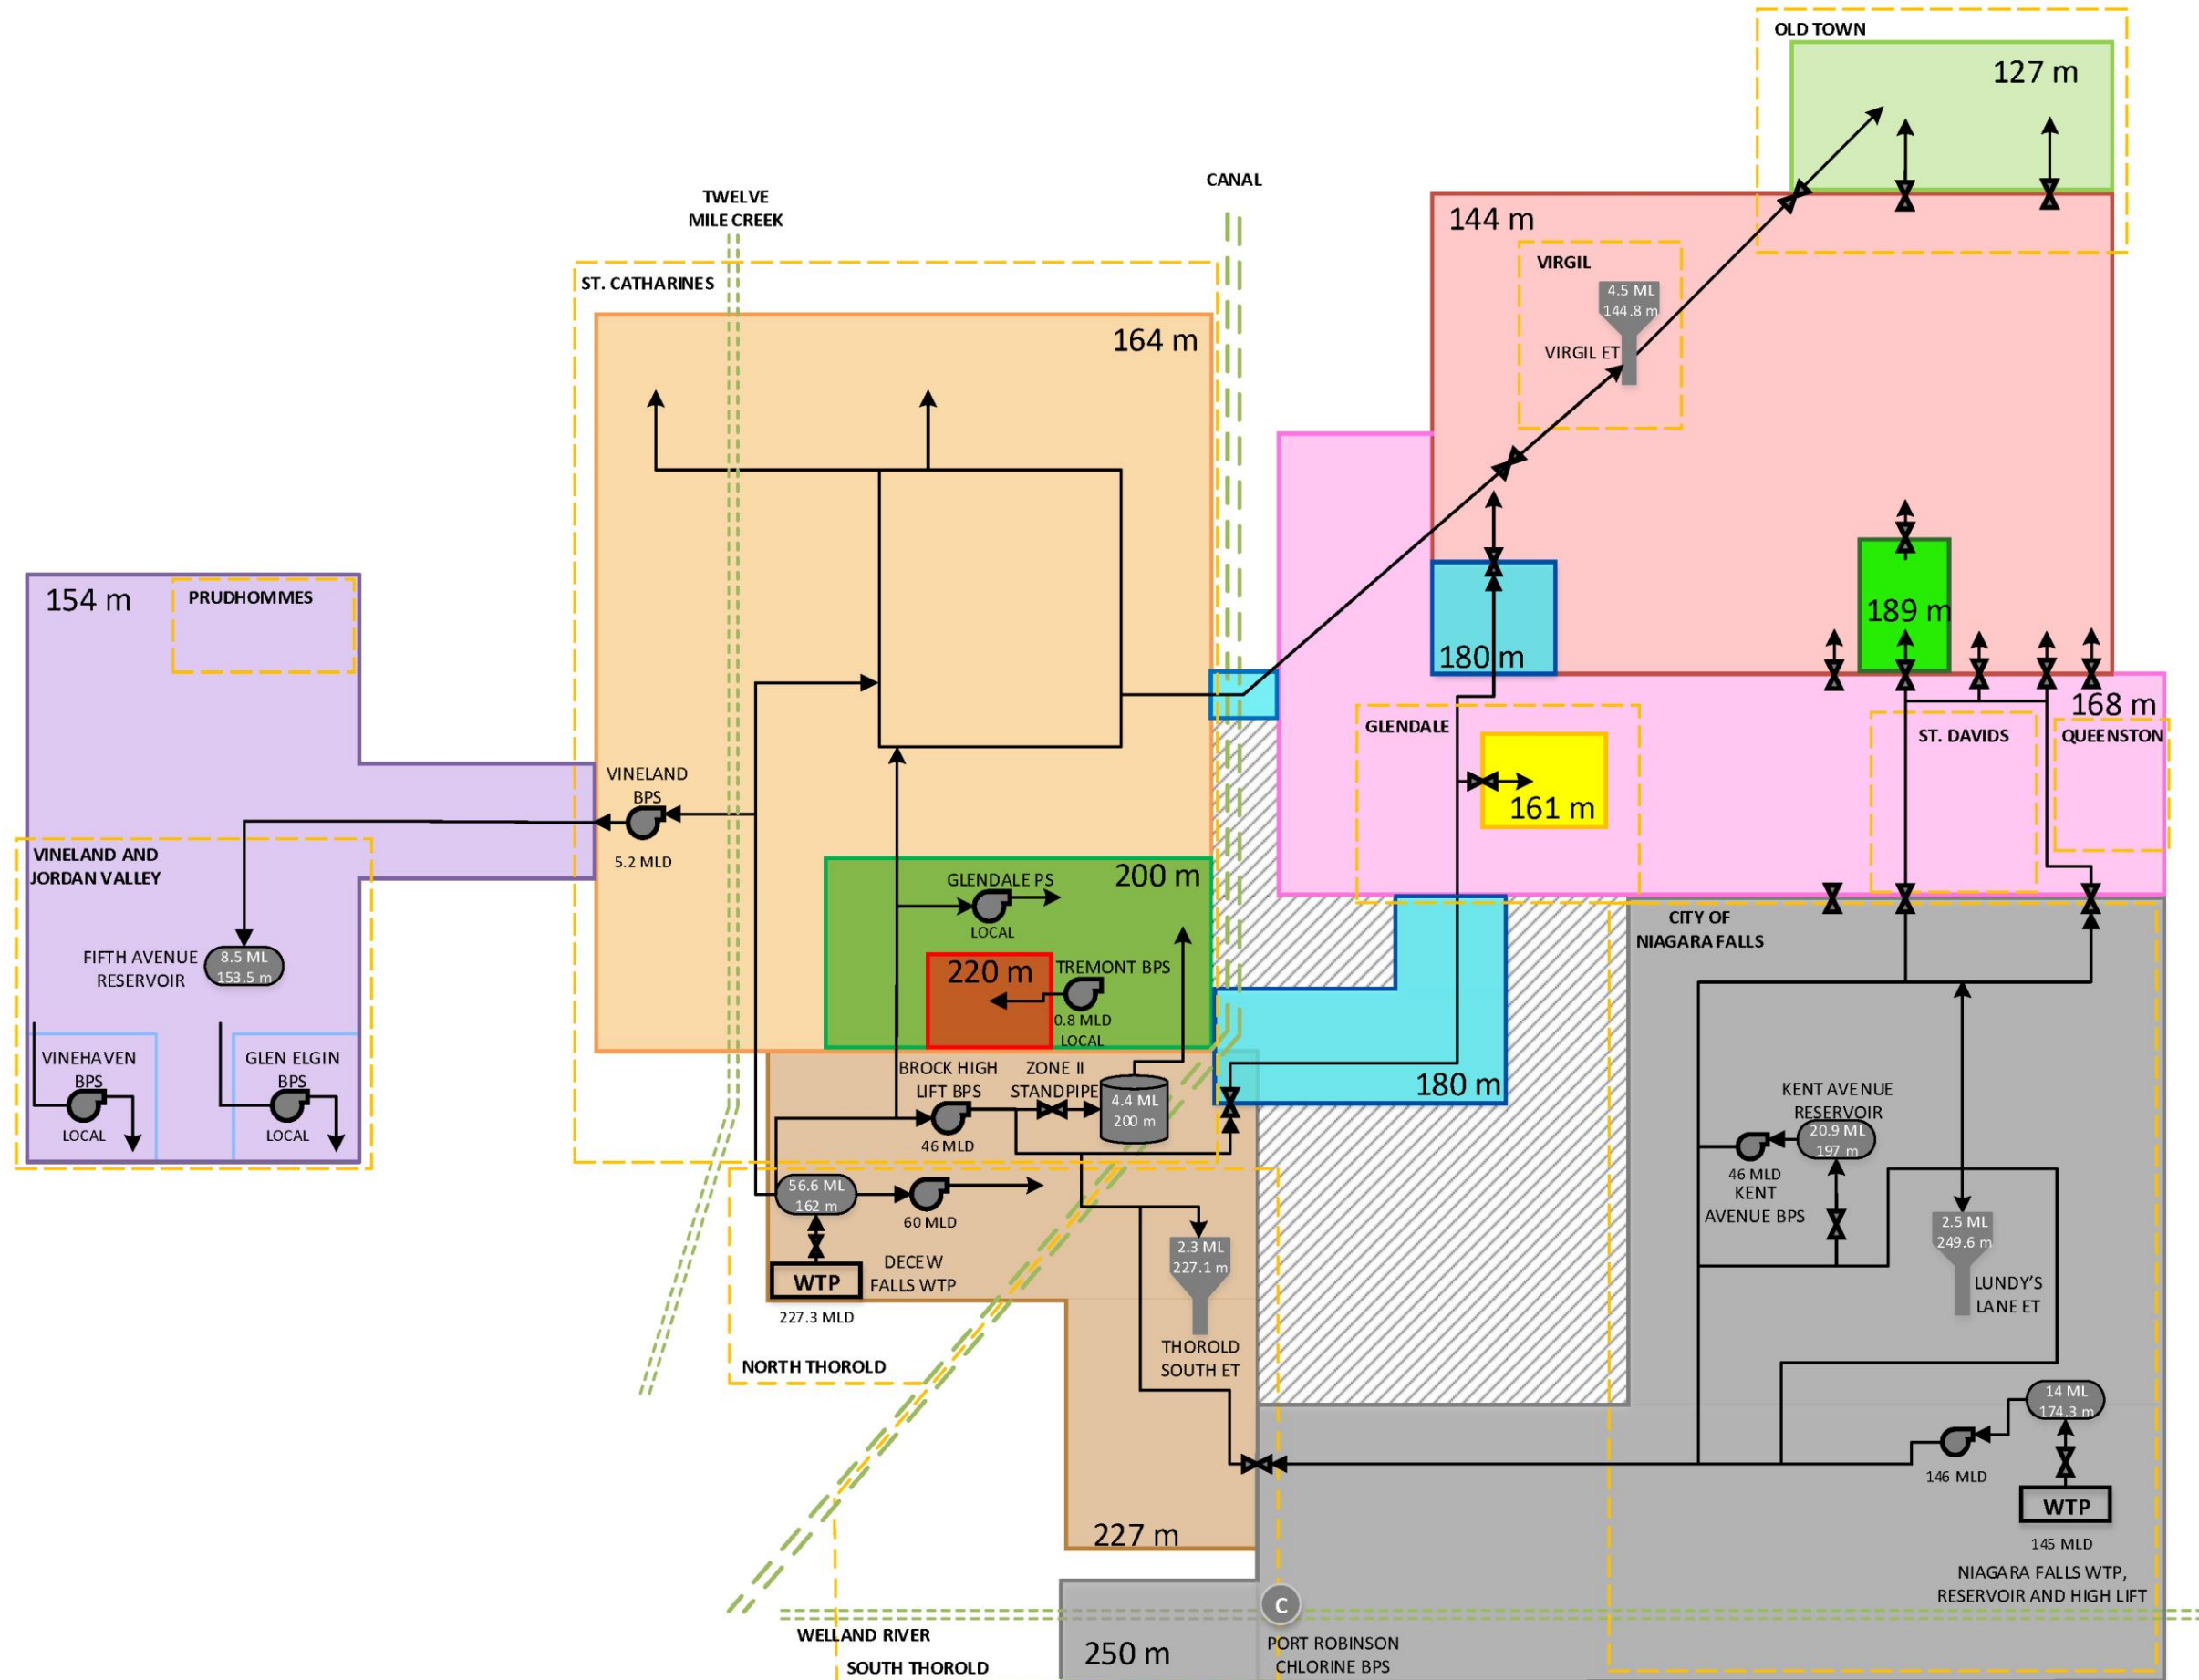 OLD TOWN
127 m
CANAL
TWELVE
MILE CREEK
144 m
VIRGIL
4.5 ML
144.8 m
VIRGIL ET
ST. CATHARINES
164 m
154 m
PRUDHOMMES
189 m
180 m
168 m
GLENDALE
ST. DAVIDS
QUEENSTON
161 m
VINELAND
BPS
5.2 MLD
VINELAND AND
JORDAN VALLEY
GLENDALE PS
LOCAL
200 m
CITY OF
NIAGARA FALLS
FIFTH AVENUE
RESERVOIR
8.5 ML
153.5 m
220 m
TREMONT BPS
0.8 MLD
LOCAL
VINEHAVEN
BPS
LOCAL
GLEN ELGIN
BPS
LOCAL
BROCK HIGH
LIFT BPS
46 MLD
ZONE II
STANDPIPE
4.4 ML
200 m
180 m
KENT AVENUE
RESERVOIR
20.9 ML
197 m
46 MLD
KENT
AVENUE BPS
56.6 ML
162 m
60 MLD
WTP
DECEW
FALLS WTP
227.3 MLD
2.3 ML
227.1 m
THOROLD
SOUTH ET
2.5 ML
249.6 m
LUNDY'S
LANE ET
NORTH THOROLD
14 ML
174.3 m
146 MLD
WTP
145 MLD
NIAGARA FALLS WTP,
RESERVOIR AND HIGH LIFT
227 m
C
PORT ROBINSON
CHLORINE BPS
WELLAND RIVER
SOUTH THOROLD
250 m